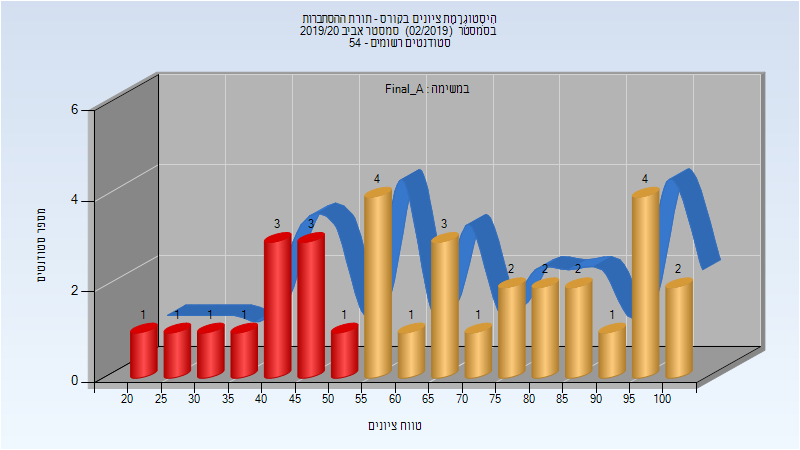 היסטוגרמת ציונים בקורס - תורת ההסתברות
בסמסטר (02/2019) סמסטר אביב 2019/20
סטודנטים רשומים - 54
במשימה : Final_A
מספר סטודנטים
6
4
2
0
1 1 1 1 3 3 1 4 1 3 1 2 2 2 1 4 2
20 25 30 35 40 45 50 55 60 65 70 75 80 85 90 95 100
טווח ציונים